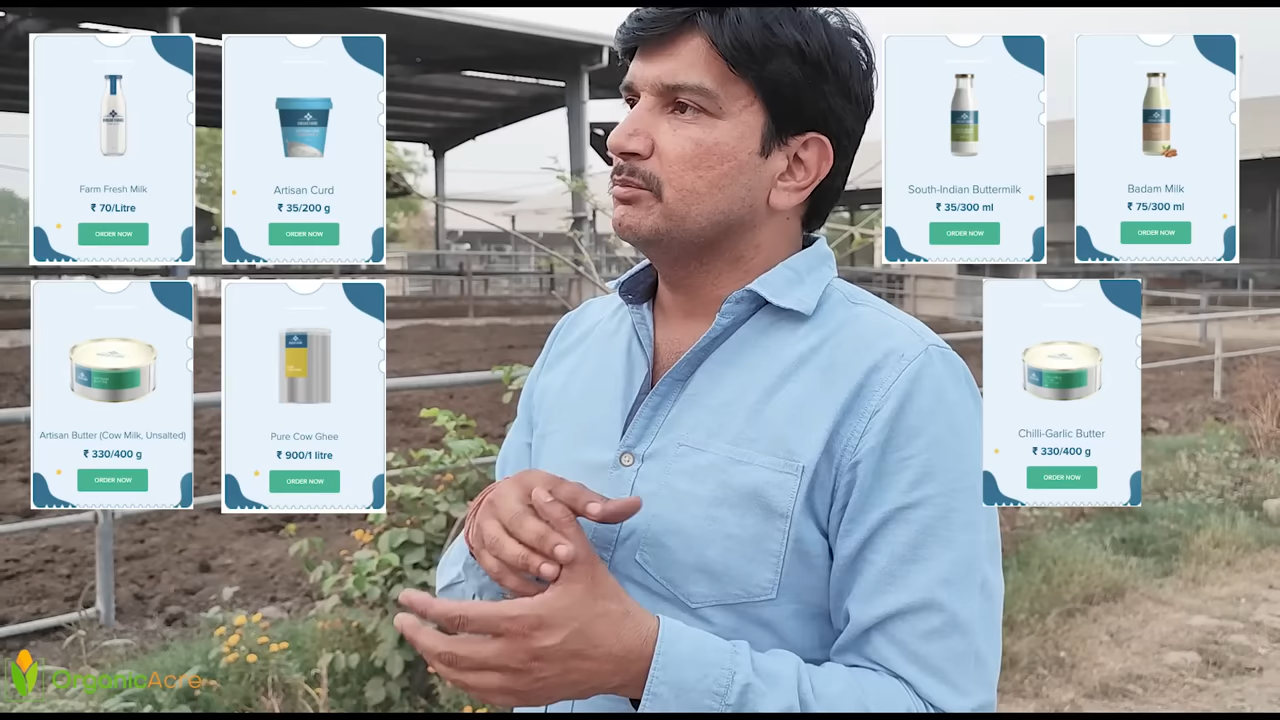 Farm Fresh Milk
₹ 70/Litre
ORDER NOW
Artisan Curd
₹ 35/200 g
ORDER NOW
South-Indian Buttermilk
₹ 35/300 ml
ORDER NOW
Badam Milk
₹ 75/300 ml
ORDER NOW
Artisan Butter (Cow Milk, Unsalted)
₹ 330/400 g
ORDER NOW
Pure Cow Ghee
₹ 900/1 litre
ORDER NOW
Chilli-Garlic Butter
₹ 330/400 g
ORDER NOW
OrganicAcre